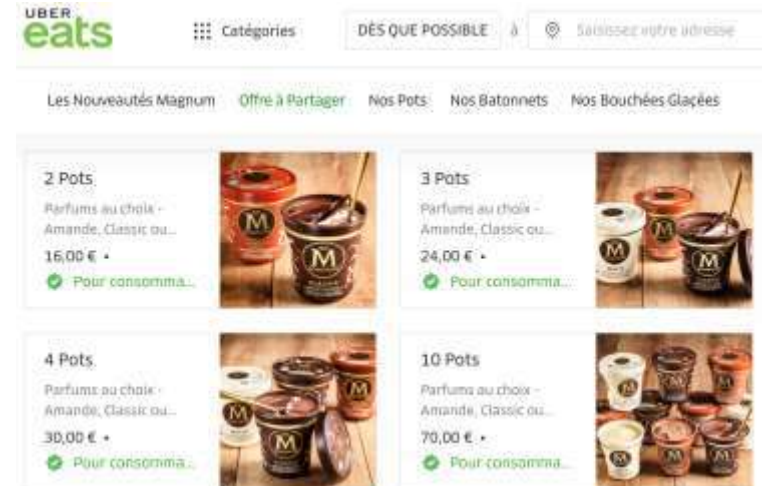 UBER
eats
Catégories
DÈS QUE POSSIBLE
à
Saisissez votre adresse
Les Nouveautés Magnum
Offre à Partager
Nos Pots
Nos Batonnets
Nos Bouchées Glaçées
2 Pots
Parfums au choix -
Amande, Classic ou...
16,00 € •
Pour consomma...
M
3 Pots
Parfums au choix -
Amande, Classic ou...
24,00 € •
Pour consomma...
M
4 Pots
Parfums au choix -
Amande, Classic ou...
30,00 € •
Pour consomma...
M
10 Pots
Parfums au choix -
Amande, Classic ou...
70,00 € •
Pour consomma...
M